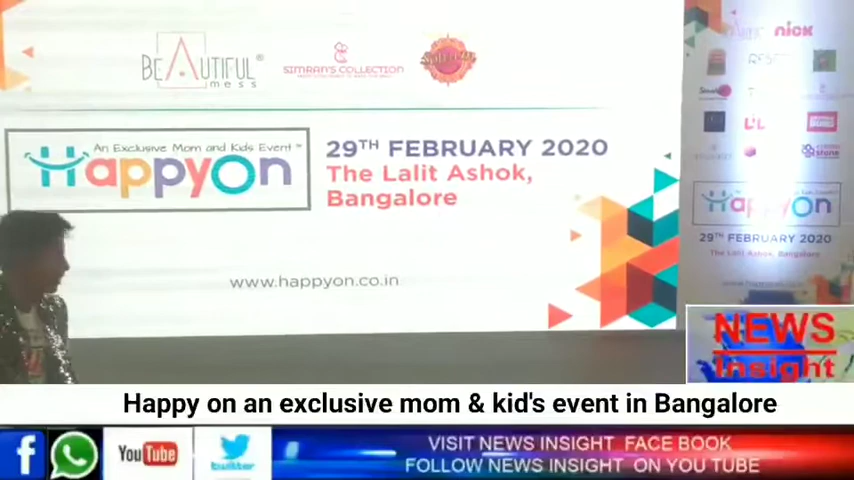 BEAUTIFUL®
mess
SIMRAN'S COLLECTION
An Exclusive Mom and Kids Event™
HappyOn
29TH FEBRUARY 2020
The Lalit Ashok,
Bangalore
www.happyon.co.in
nick
HappyOn
29TH FEBRUARY 2020
The Lalit Ashok, Bangalore
NEWS
Insight
Happy on an exclusive mom & kid's event in Bangalore
f
YouTube
twitter
VISIT NEWS INSIGHT FACE BOOK
FOLLOW NEWS INSIGHT ON YOU TUBE